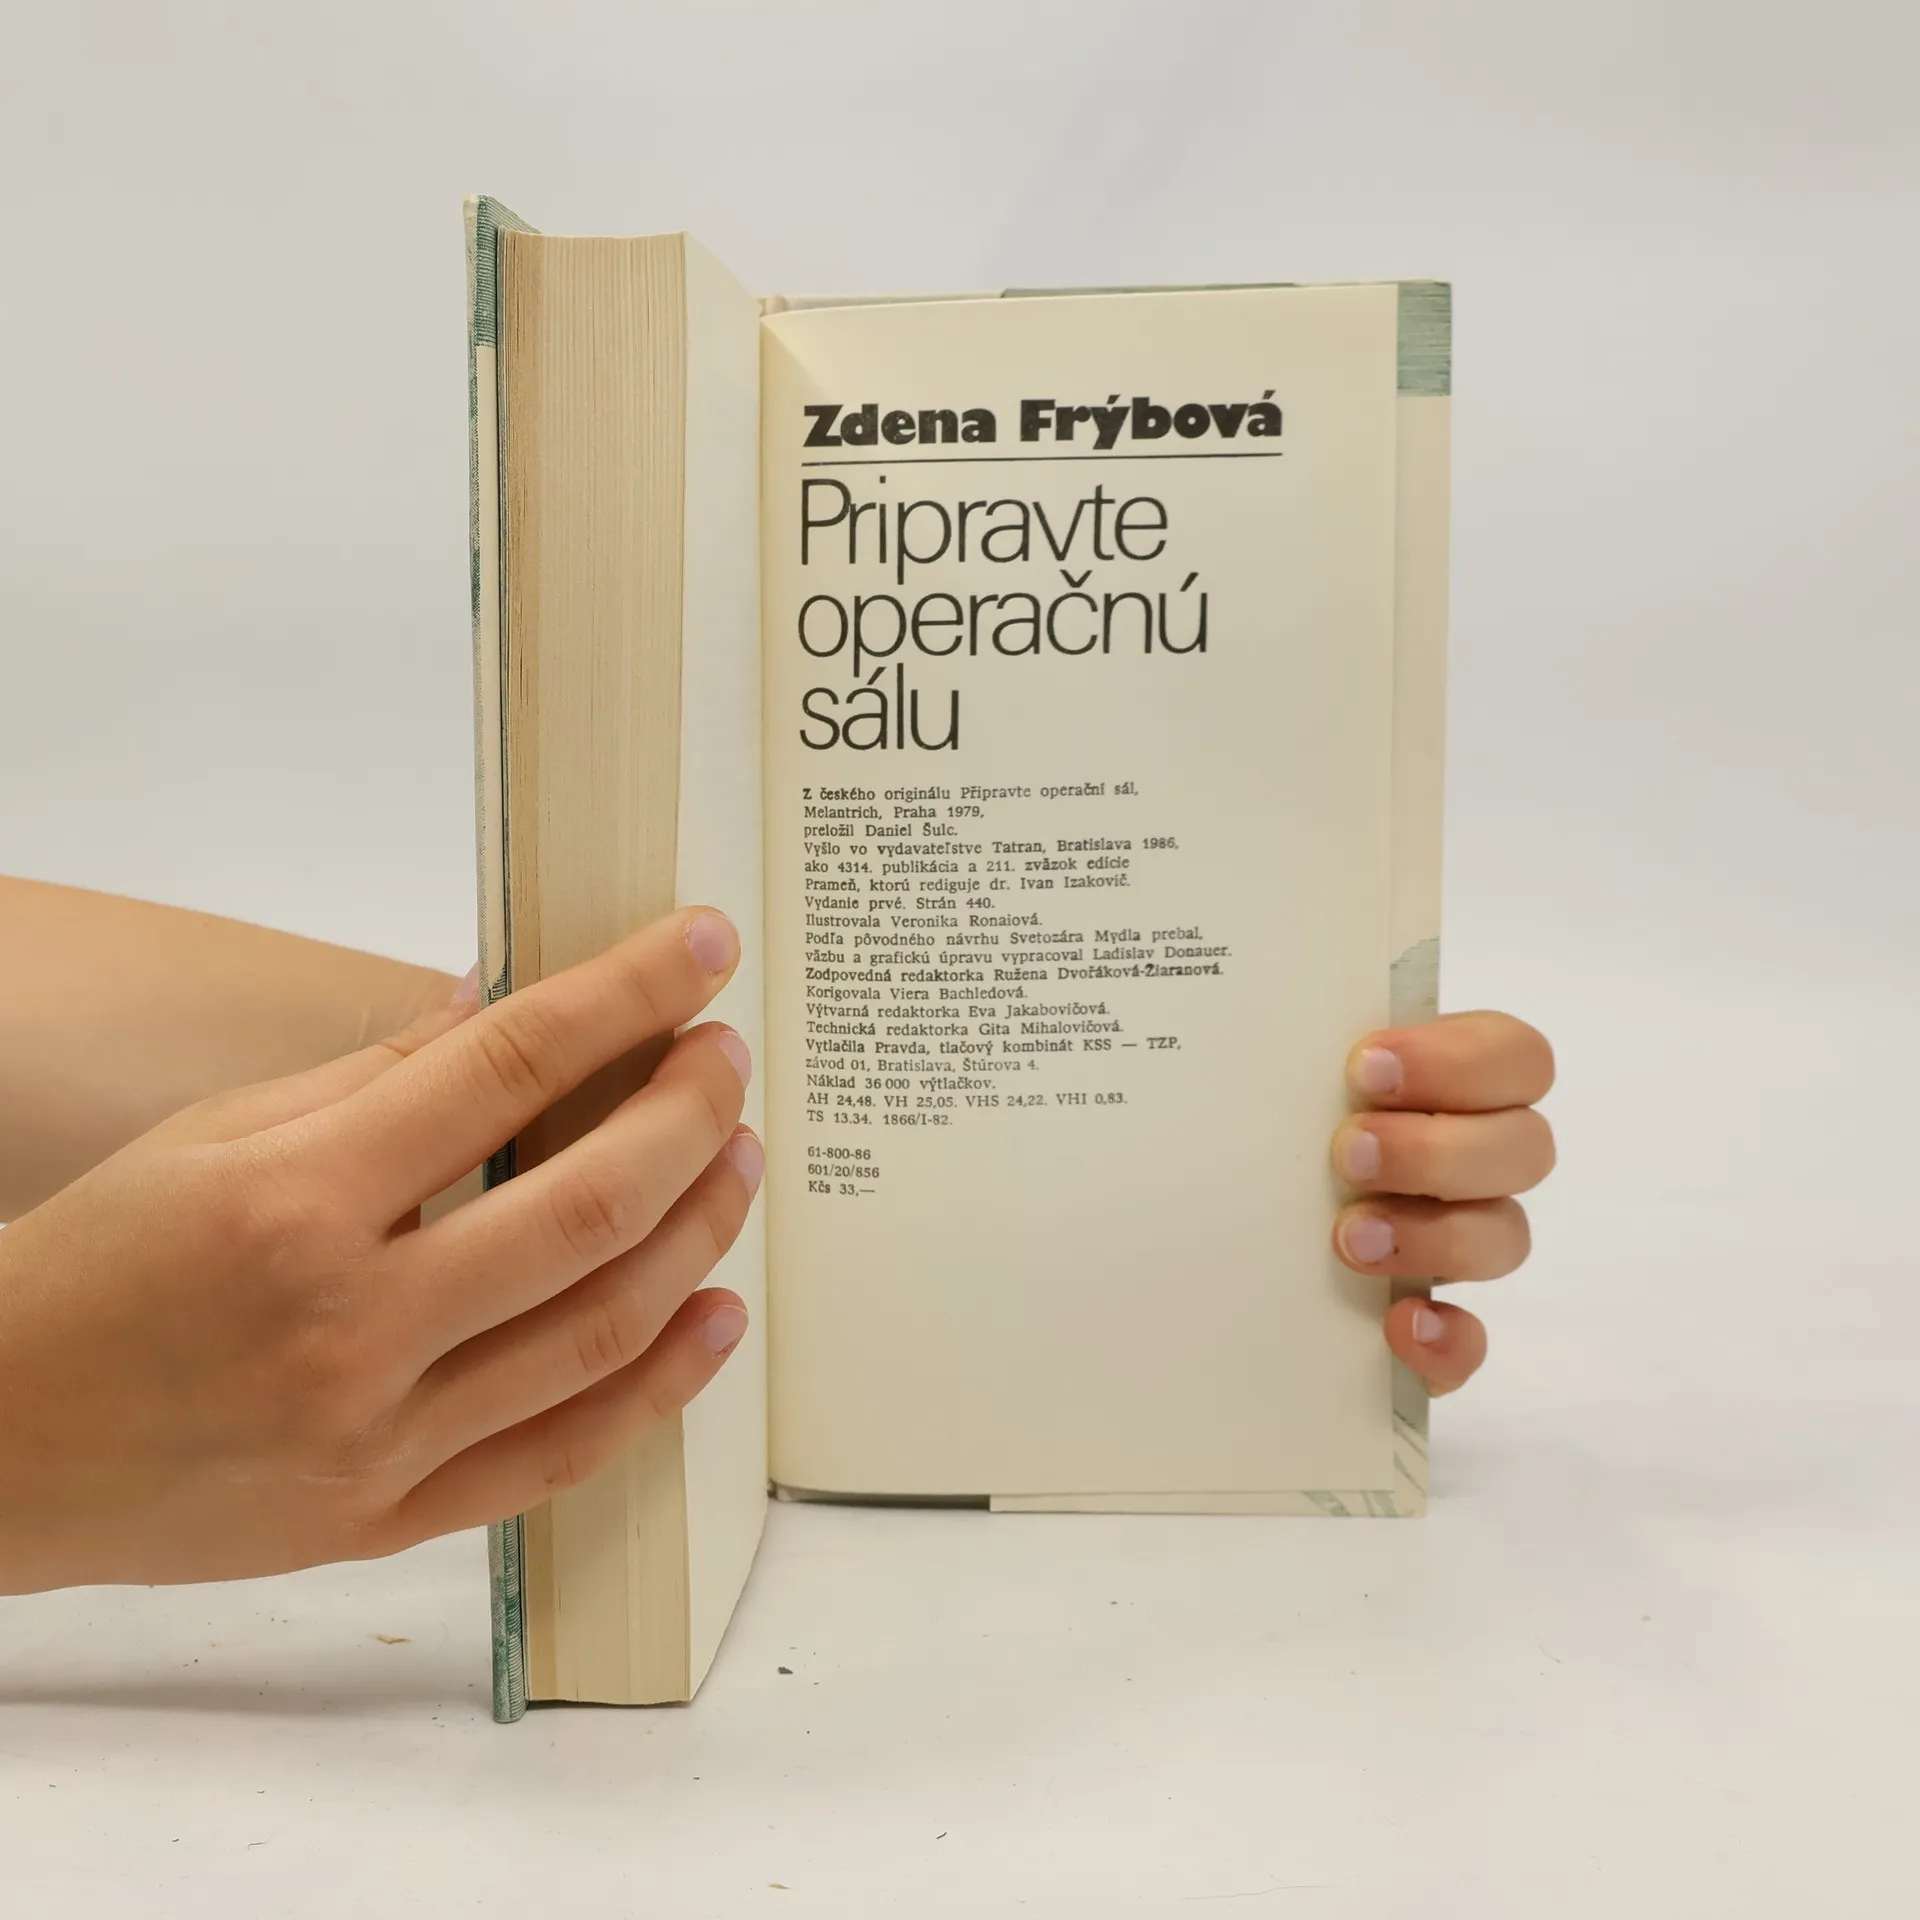 Zdena Frýbová
Pripravte
operačnú
sálu
Z českého originálu Připravte operační sál,
Melantrich, Praha 1979,
preložil Daniel Šulc.
Vyšlo vo vydavateľstve Tatran, Bratislava 1986,
ako 4314. publikácia a 211. zväzok edície
Prameň, ktorú rediguje dr. Ivan Izakovič.
Vydanie prvé. Strán 440.
Ilustrovala Veronika Ronaiová.
Podľa pôvodného návrhu Svetozára Mydla prebal,
väzbu a grafickú úpravu vypracoval Ladislav Donauer.
Zodpovedná redaktorka Ružena Dvořáková-Žiaranová.
Korigovala Viera Bachledová.
Výtvarná redaktorka Eva Jakabovičová.
Technická redaktorka Gita Mihalovičová.
Vytlačila Pravda, tlačový kombinát KSS — TZP,
závod 01, Bratislava, Štúrova 4.
Náklad 36 000 výtlačkov.
AH 24,48. VH 25,05. VHS 24,22. VHI 0,83.
TS 13.34. 1866/I-82.
61-800-86
601/20/856
Kčs 33,—